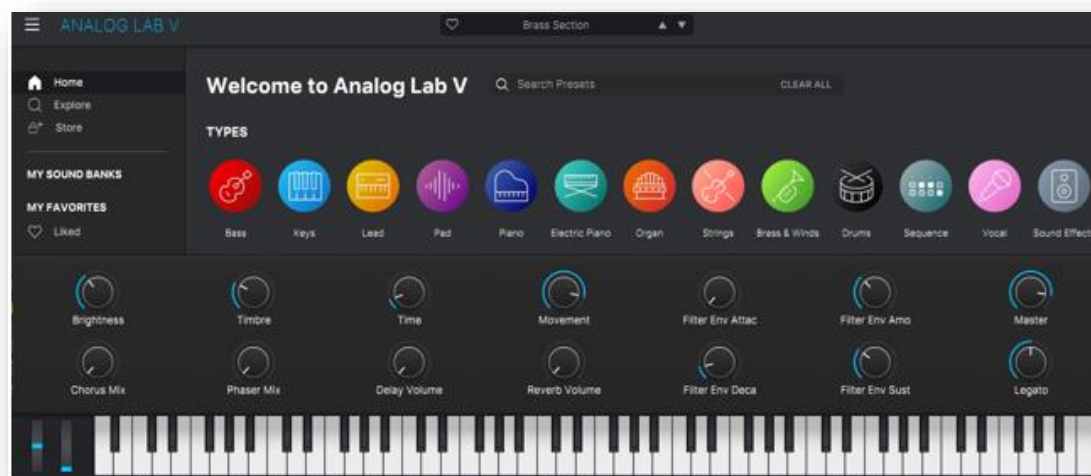 ANALOG LAB V
Brass Section
Home
Explore
Store
MY SOUND BANKS
MY FAVORITES
Liked
Welcome to Analog Lab V
Search Presets
CLEAR ALL
TYPES
Bass Keys Lead Pad Piano Electric Piano Organ Strings Brass & Winds Drums Sequence Vocal Sound Effect
Brightness Timbre Time Movement Filter Env Attac Filter Env Amo Master
Chorus Mix Phaser Mix Delay Volume Reverb Volume Filter Env Deca Filter Env Sust Legato